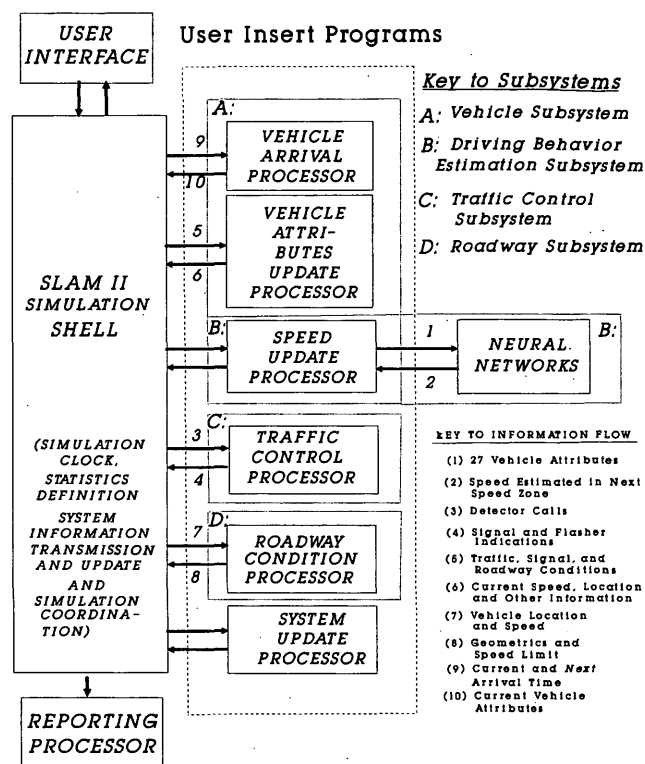 USER
INTERFACE
User Insert Programs
Key to Subsystems
A: Vehicle Subsystem
B: Driving Behavior
Estimation Subsystem
C: Traffic Control
Subsystem
D: Roadway Subsystem
A:
9
VEHICLE
ARRIVAL
PROCESSOR
10
5
VEHICLE
ATTRI-
BUTES
UPDATE
PROCESSOR
6
SLAM II
SIMULATION
SHELL
B:
SPEED
UPDATE
PROCESSOR
1
2
NEURAL.
NETWORKS
B:
(SIMULATION
CLOCK,
STATISTICS
DEFINITION
SYSTEM
INFORMATION
TRANSMISSION
AND UPDATE
AND
SIMULATION
COORDINA-
TION)
C:
3
TRAFFIC
CONTROL
PROCESSOR
4
D:
7
ROADWAY
CONDITION
PROCESSOR
8
SYSTEM
UPDATE
PROCESSOR
KEY TO INFORMATION FLOW
(1) 27 Vehicle Attributes
(2) Speed Estimated in Next
Speed Zone
(3) Detector Calls
(4) Signal and Flasher
Indications
(5) Traffic, Signal, and
Roadway Conditions
(6) Current Speed, Location
and Other Information
(7) Vehicle Location
and Speed
(8) Geometrics and
Speed Limit
(9) Current and Next
Arrival Time
(10) Current Vehicle
Attributes
REPORTING
PROCESSOR